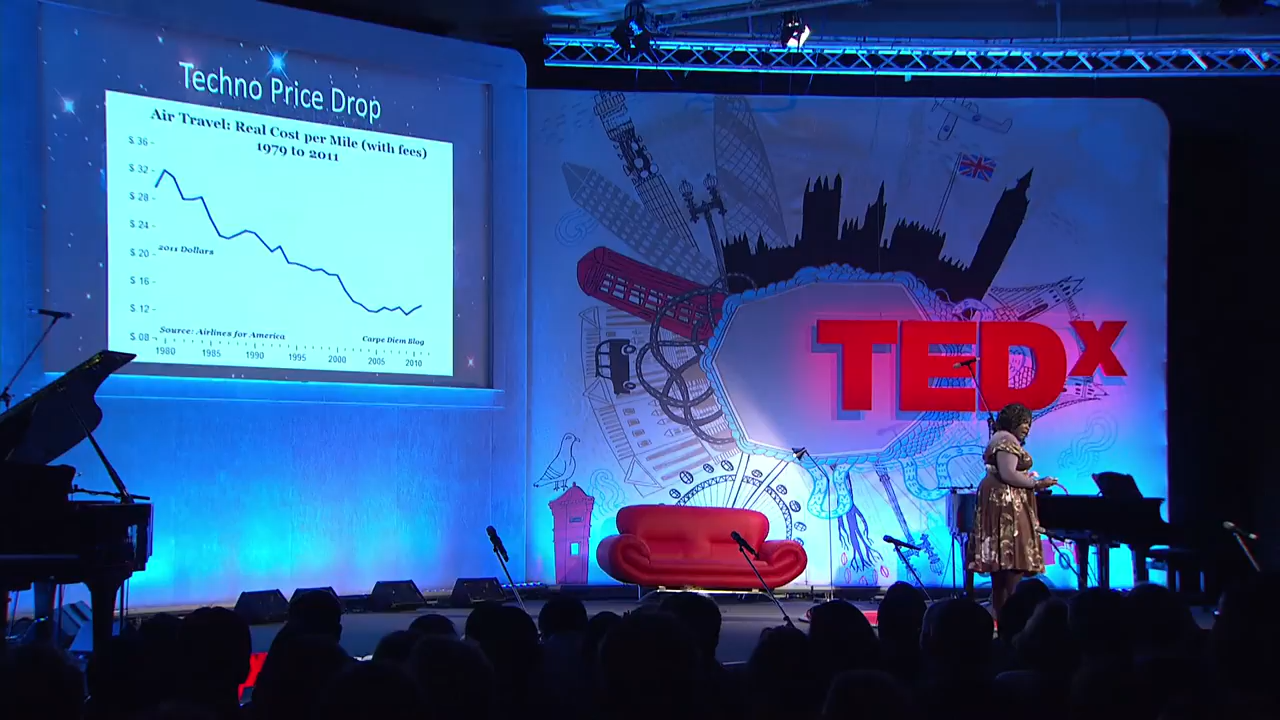 Techno Price Drop
Air Travel: Real Cost per Mile (with fees)
1979 to 2011
$ 36
$ 32
$ 28
$ 24
2011 Dollars
$ 20
$ 16
$ 12
Source: Airlines for America
Carpe Diem Blog
$ 08
1980 1985 1990 1995 2000 2005 2010
TEDx